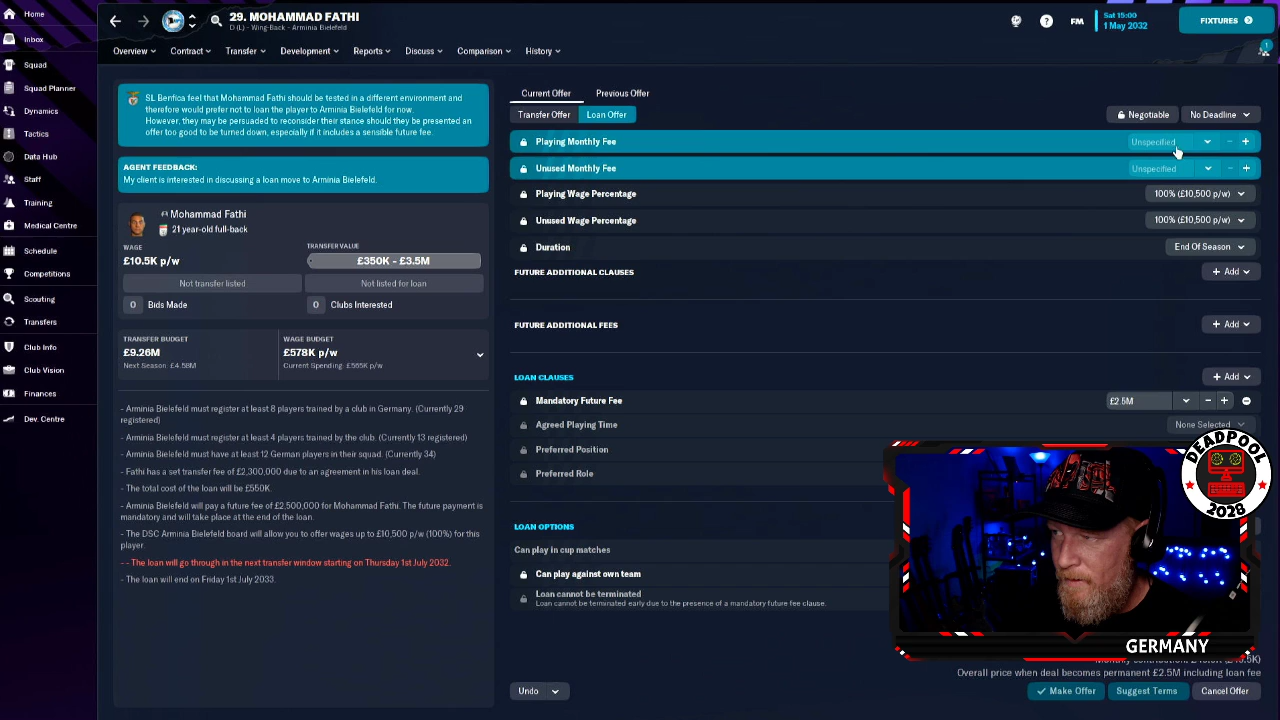 Home
Inbox
Squad
Squad Planner
Dynamics
Tactics
Data Hub
Staff
Training
Medical Centre
Schedule
Competitions
Scouting
Transfers
Club Info
Club Vision
Finances
Dev. Centre
29. MOHAMMAD FATHI
D (L) - Wing-Back - Arminia Bielefeld
FM
Sat 15:00
1 May 2032
FIXTURES
1
Overview
Contract
Transfer
Development
Reports
Discuss
Comparison
History
SL Benfica feel that Mohammad Fathi should be tested in a different environment and
therefore would prefer not to loan the player to Arminia Bielefeld for now.
However, they may be persuaded to reconsider their stance should they be presented an
offer too good to be turned down, especially if it includes a sensible future fee.
AGENT FEEDBACK:
My client is interested in discussing a loan move to Arminia Bielefeld.
Mohammad Fathi
21 year-old full-back
WAGE
£10.5K p/w
TRANSFER VALUE
£350K - £3.5M
Not transfer listed
Not listed for loan
0 Bids Made
0 Clubs Interested
TRANSFER BUDGET
£9.26M
Next Season £4.58M
WAGE BUDGET
£578K p/w
Current Spending £565K p/w
- Arminia Bielefeld must register at least 8 players trained by a club in Germany. (Currently 29
registered)
- Arminia Bielefeld must register at least 4 players trained by the club. (Currently 13 registered)
- Arminia Bielefeld must have at least 12 German players in their squad. (Currently 34)
- Fathi has a set transfer fee of £2,300,000 due to an agreement in his loan deal.
- The total cost of the loan will be £550K.
- Arminia Bielefeld will pay a future fee of £2,500,000 for Mohammad Fathi. The future payment is
mandatory and will take place at the end of the loan.
- The DSC Arminia Bielefeld board will allow you to offer wages up to £10,500 p/w (100%) for this
player.
- - The loan will go through in the next transfer window starting on Thursday 1st July 2032.
- The loan will end on Friday 1st July 2033.
Current Offer
Previous Offer
Transfer Offer
Loan Offer
Negotiable
No Deadline
Playing Monthly Fee
Unspecified
Unused Monthly Fee
Unspecified
Playing Wage Percentage
100% (£10,500 p/w)
Unused Wage Percentage
100% (£10,500 p/w)
Duration
End Of Season
FUTURE ADDITIONAL CLAUSES
+ Add
FUTURE ADDITIONAL FEES
+ Add
LOAN CLAUSES
+ Add
Mandatory Future Fee
£2.5M
Agreed Playing Time
None Selected
Preferred Position
Preferred Role
LOAN OPTIONS
Can play in cup matches
Can play against own team
Loan cannot be terminated
Loan cannot be terminated early due to the presence of a mandatory future fee clause.
DEADPOOL
2028
GERMANY
Overall price when deal becomes permanent £2.5M including loan fee
Undo
Make Offer
Suggest Terms
Cancel Offer